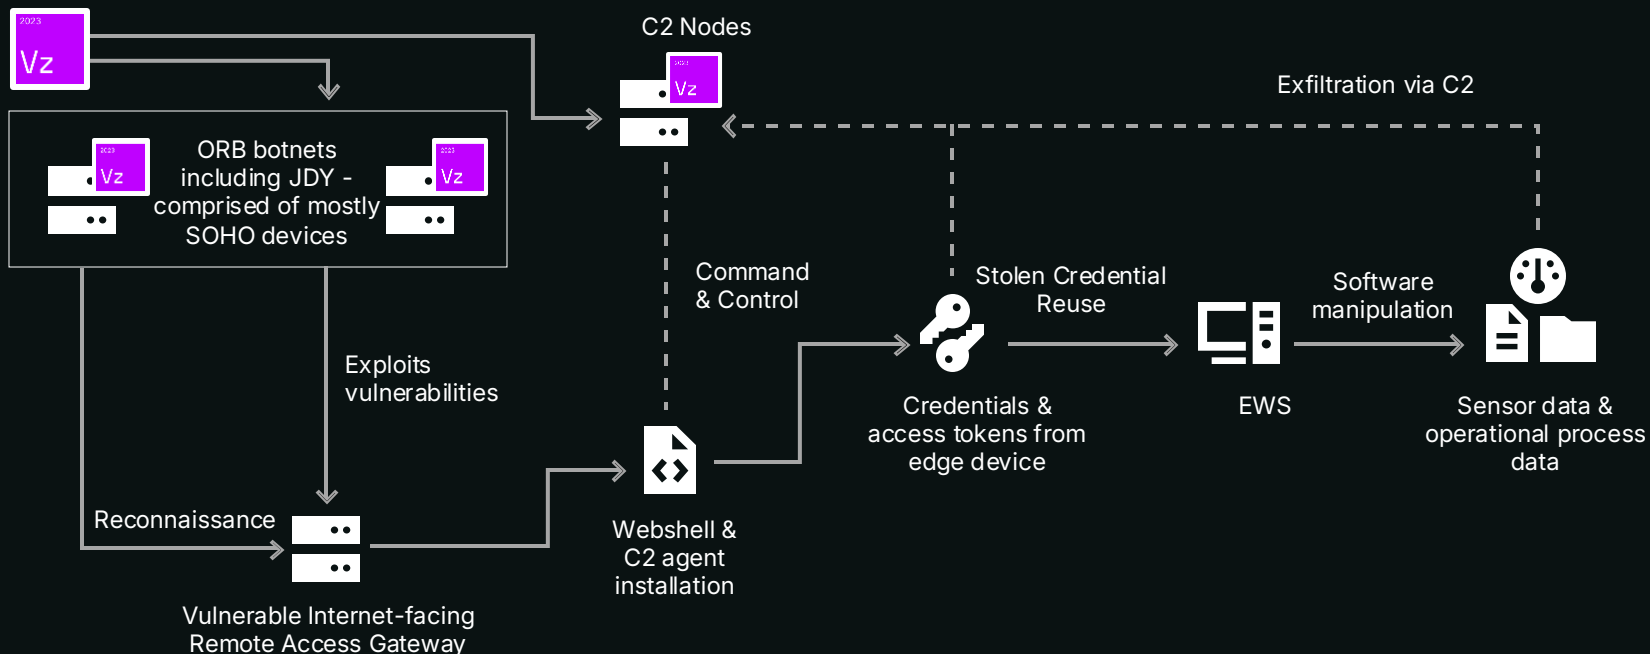 2023
Vz
C2 Nodes
2023
Vz
Exfiltration via C2
ORB botnets
including JDY -
comprised of mostly
SOHO devices
2023
Vz
2023
Vz
Command
& Control
Stolen Credential
Reuse
Software
manipulation
Exploits
vulnerabilities
Credentials &
access tokens from
edge device
EWS
Sensor data &
operational process
data
Reconnaissance
Webshell &
C2 agent
installation
Vulnerable Internet-facing
Remote Access Gateway